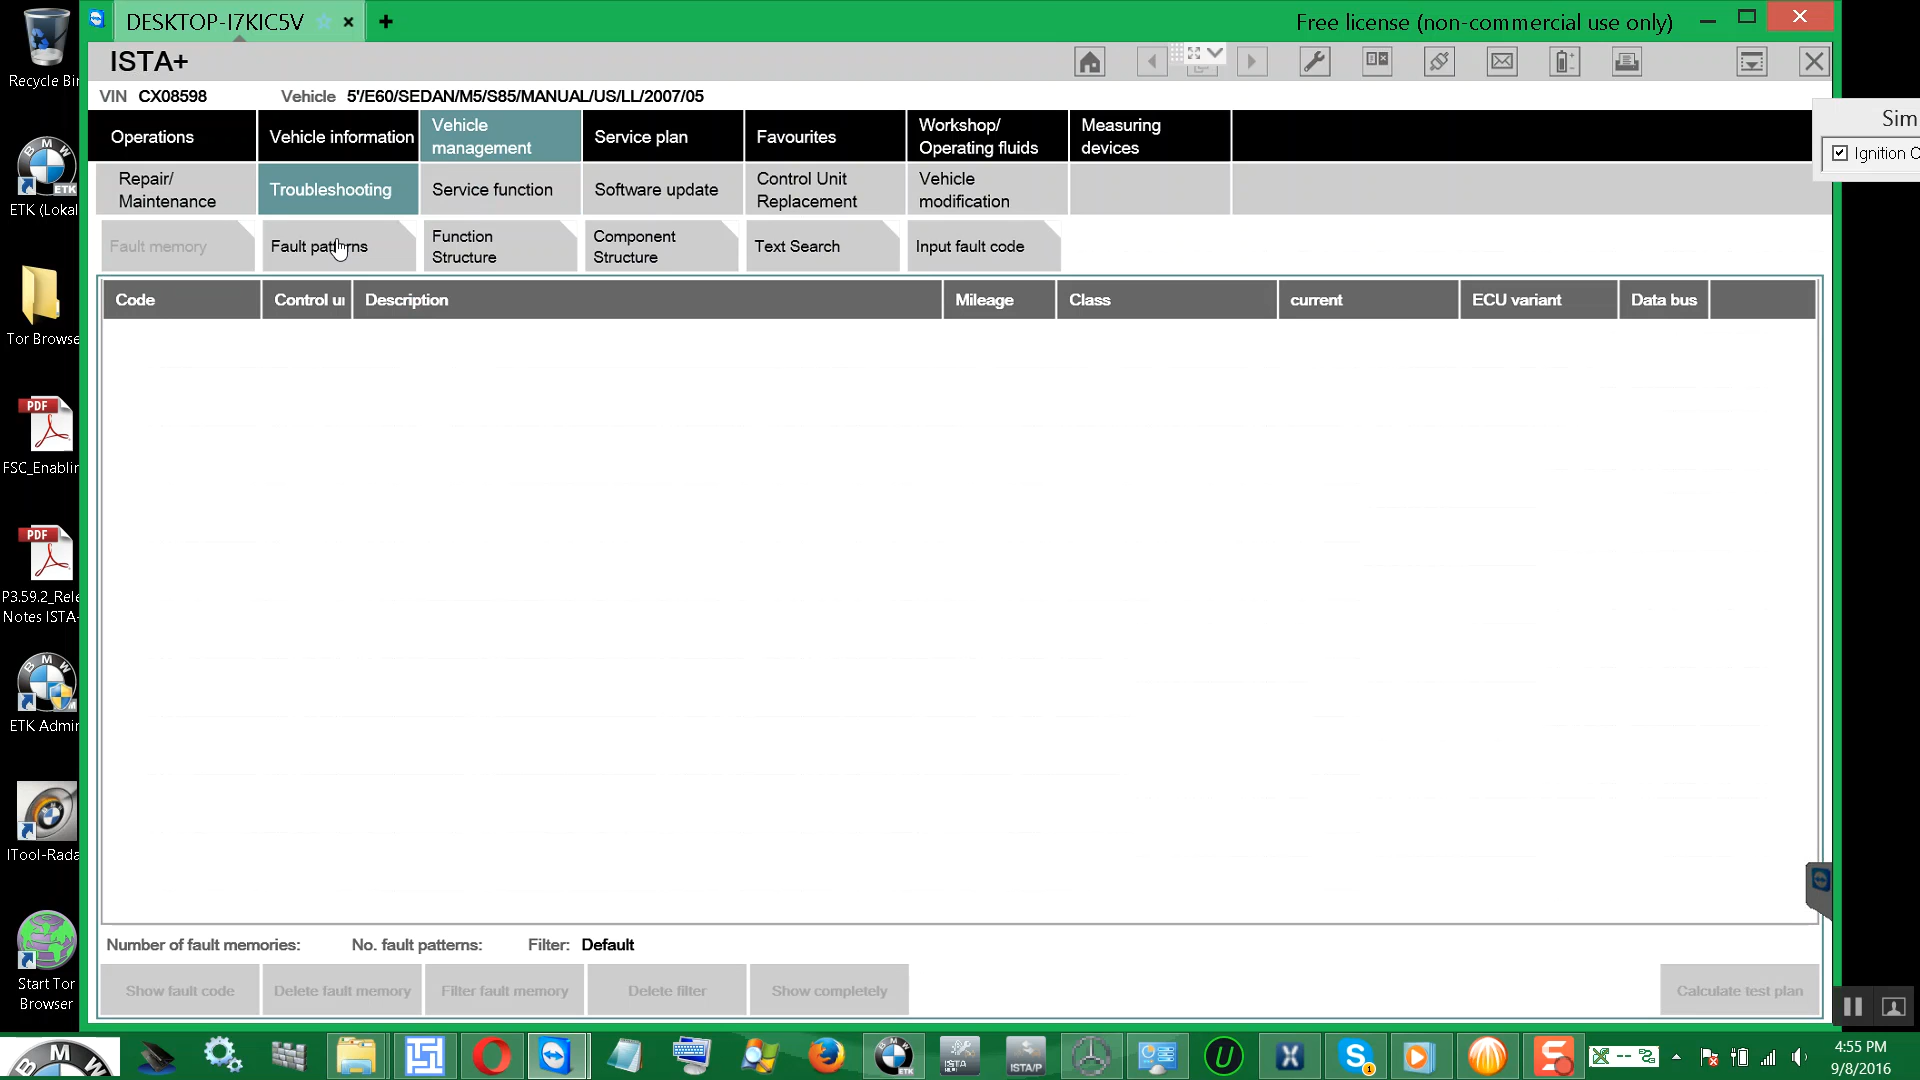 DESKTOP-I7KIC5V
Free license (non-commercial use only)
Recycle Bin
ISTA+
VIN CX08598 Vehicle 5'/E60/SEDAN/M5/S85/MANUAL/US/LL/2007/05
Operations
Vehicle information
Vehicle
management
Service plan
Favourites
Workshop/
Operating fluids
Measuring
devices
Sim
Ignition C
Repair/
Maintenance
Troubleshooting
Service function
Software update
Control Unit
Replacement
Vehicle
modification
Fault memory
Fault patterns
Function
Structure
Component
Structure
Text Search
Input fault code
Code
Control ur
Description
Mileage
Class
current
ECU variant
Data bus
ETK (Lokal
Tor Browse
PDF
FSC_Enablin
PDF
P3.59.2_Rele
Notes ISTA-
ETK Admin
ITool-Rada
Start Tor
Browser
Number of fault memories: No. fault patterns: Filter: Default
Show fault code
Delete fault memory
Filter fault memory
Delete filter
Show completely
Calculate test plan
4:55 PM
9/8/2016